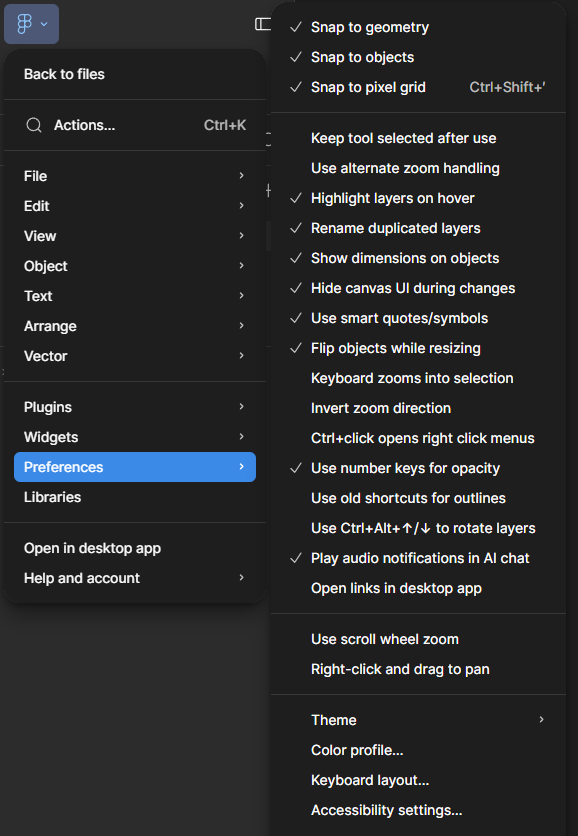 Back to files
Actions... Ctrl+K
File
Edit
View
Object
Text
Arrange
Vector
Plugins
Widgets
Preferences
Libraries
Open in desktop app
Help and account
Snap to geometry
Snap to objects
Snap to pixel grid Ctrl+Shift+'
Keep tool selected after use
Use alternate zoom handling
Highlight layers on hover
Rename duplicated layers
Show dimensions on objects
Hide canvas UI during changes
Use smart quotes/symbols
Flip objects while resizing
Keyboard zooms into selection
Invert zoom direction
Ctrl+click opens right click menus
Use number keys for opacity
Use old shortcuts for outlines
Use Ctrl+Alt+↑/↓ to rotate layers
Play audio notifications in AI chat
Open links in desktop app
Use scroll wheel zoom
Right-click and drag to pan
Theme
Color profile...
Keyboard layout...
Accessibility settings...